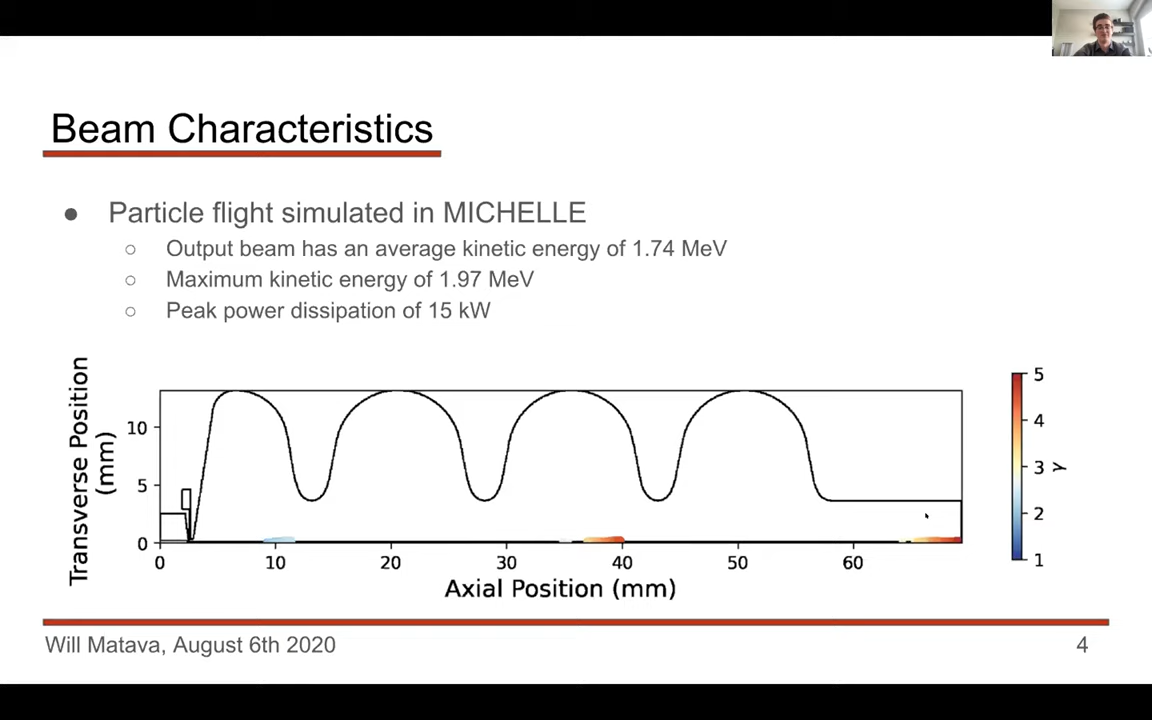 Beam Characteristics
● Particle flight simulated in MICHELLE
○ Output beam has an average kinetic energy of 1.74 MeV
○ Maximum kinetic energy of 1.97 MeV
○ Peak power dissipation of 15 kW
Transverse Position
(mm)
10
5
0
0 10 20 30 40 50 60
Axial Position (mm)
5
4
3
2
1
γ
Will Matava, August 6th 2020
4